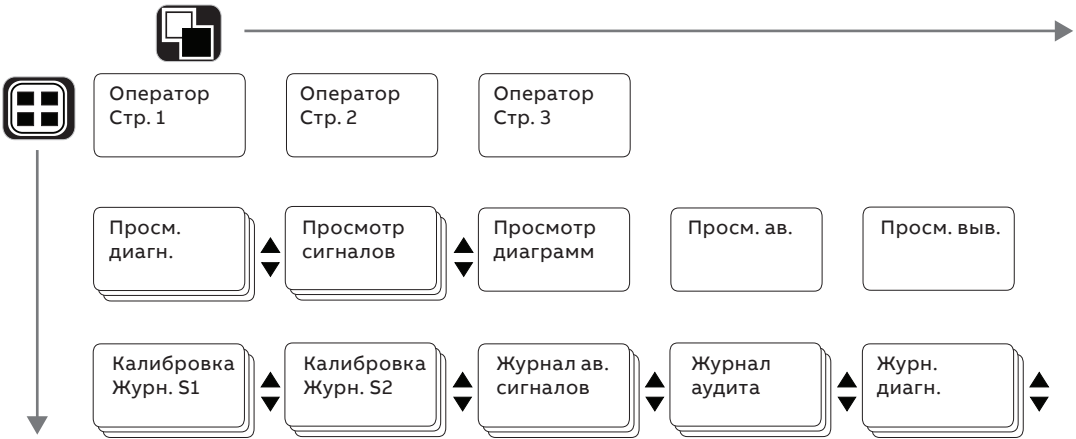 Оператор
Стр. 1
Оператор
Стр. 2
Оператор
Стр. 3
Просм.
диагн.
Просмотр
сигналов
Просмотр
диаграмм
Просм. ав.
Просм. выв.
Калибровка
Журн. S1
Калибровка
Журн. S2
Журнал ав.
сигналов
Журнал
аудита
Журн.
диагн.